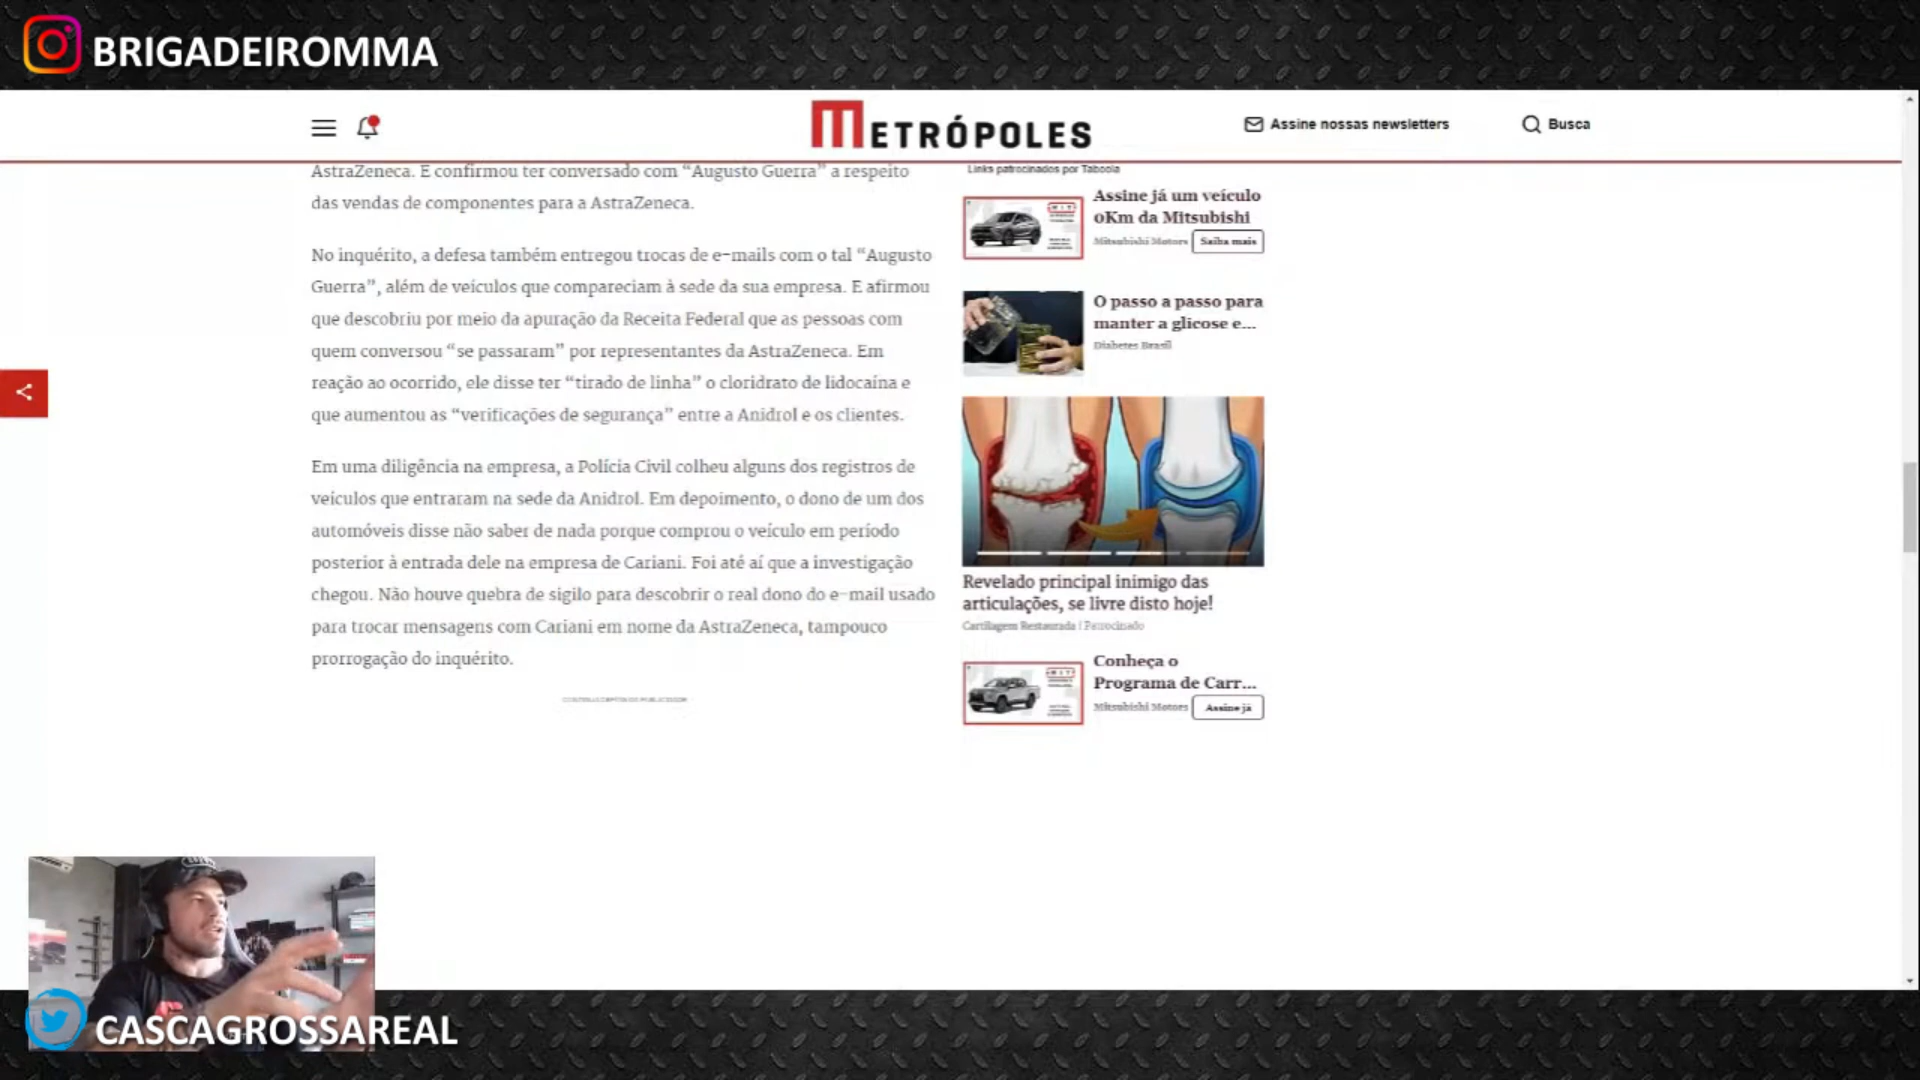 BRIGADEIROMMA
METRÓPOLES
Assine nossas newsletters
Busca
AstraZeneca. E confirmou ter conversado com “Augusto Guerra” a respeito
das vendas de componentes para a AstraZeneca.
No inquérito, a defesa também entregou trocas de e-mails com o tal “Augusto
Guerra”, além de veículos que compareciam à sede da sua empresa. E afirmou
que descobriu por meio da apuração da Receita Federal que as pessoas com
quem conversou “se passaram” por representantes da AstraZeneca. Em
reação ao ocorrido, ele disse ter “tirado de linha” o cloridrato de lidocaína e
que aumentou as “verificações de segurança” entre a Anidrol e os clientes.
Em uma diligência na empresa, a Polícia Civil colheu alguns dos registros de
veículos que entraram na sede da Anidrol. Em depoimento, o dono de um dos
automóveis disse não saber de nada porque comprou o veículo em período
posterior à entrada dele na empresa de Cariani. Foi até aí que a investigação
chegou. Não houve quebra de sigilo para descobrir o real dono do e-mail usado
para trocar mensagens com Cariani em nome da AstraZeneca, tampouco
prorrogação do inquérito.
Links patrocinados por Taboola
Assine já um veículo
0Km da Mitsubishi
Mitsubishi Motors
Saiba mais
O passo a passo para
manter a glicose e...
Diabetes Brasil
Revelado principal inimigo das
articulações, se livre disto hoje!
Cartilagem Restaurada | Patrocinado
Conheça o
Programa de Carr...
Mitsubishi Motors
Assine já
CASCAGROSSAREAL